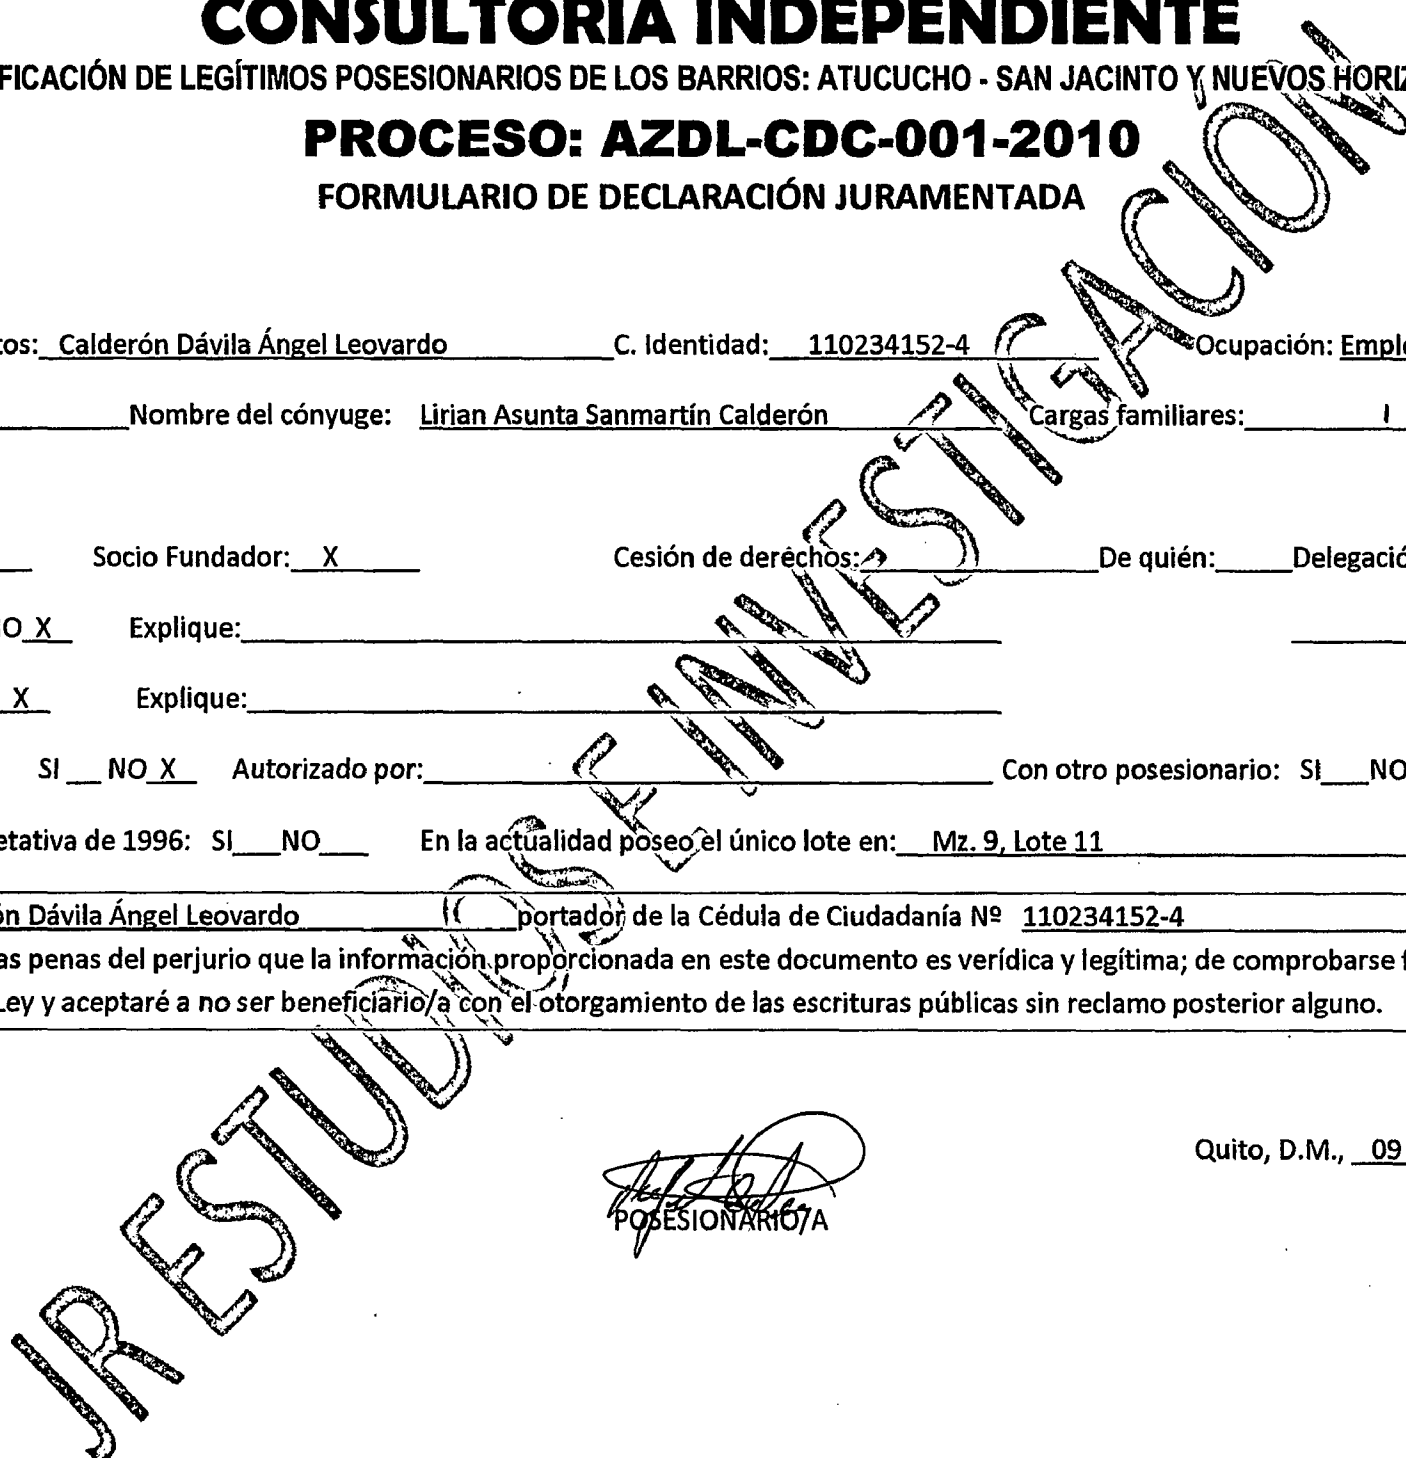 CONSULTORIA INDEPENDIENTE
FICACIÓN DE LEGÍTIMOS POSESIONARIOS DE LOS BARRIOS: ATUCUCHO - SAN JACINTO Y NUEVOS HORIZ
PROCESO: AZDL-CDC-001-2010
FORMULARIO DE DECLARACIÓN JURAMENTADA
tos: Calderón Dávila Ángel Leovardo C. Identidad: 110234152-4 Ocupación: Emple
Nombre del cónyuge: Lirian Asunta Sanmartín Calderón Cargas familiares: 1
Socio Fundador: X Cesión de derechos: De quién: Delegació
IO X Explique:
X Explique:
SI NO X Autorizado por: Con otro posesionario: SI NO
etativa de 1996: SI NO En la actualidad poseo el único lote en: Mz. 9, Lote 11
ón Dávila Ángel Leovardo portador de la Cédula de Ciudadanía Nº 110234152-4
as penas del perjurio que la información proporcionada en este documento es verídica y legítima; de comprobarse f
Ley y aceptaré a no ser beneficiario/a con el otorgamiento de las escrituras públicas sin reclamo posterior alguno.
Quito, D.M., 09
POSESIONARIO/A
JR ESTUDIOS E INVESTIGACIÓN